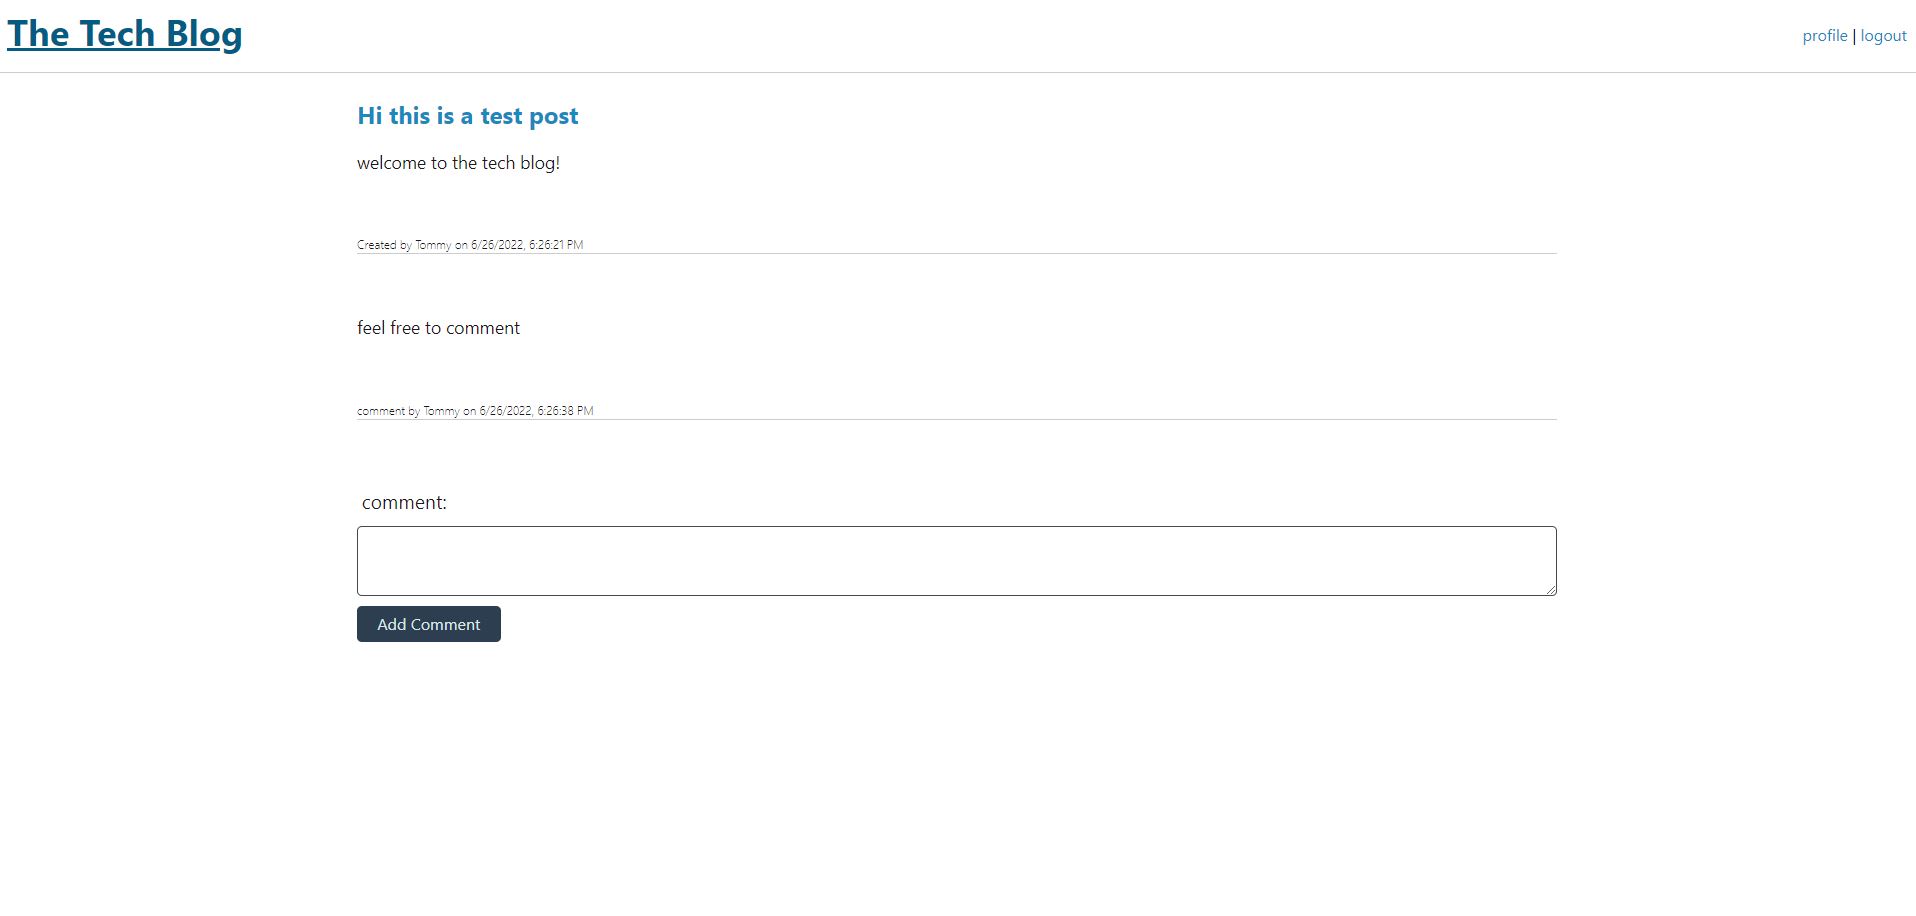 The Tech Blog
profile | logout
Hi this is a test post
welcome to the tech blog!
Created by Tommy on 6/26/2022, 6:26:21 PM
feel free to comment
comment by Tommy on 6/26/2022, 6:26:38 PM
comment:
Add Comment